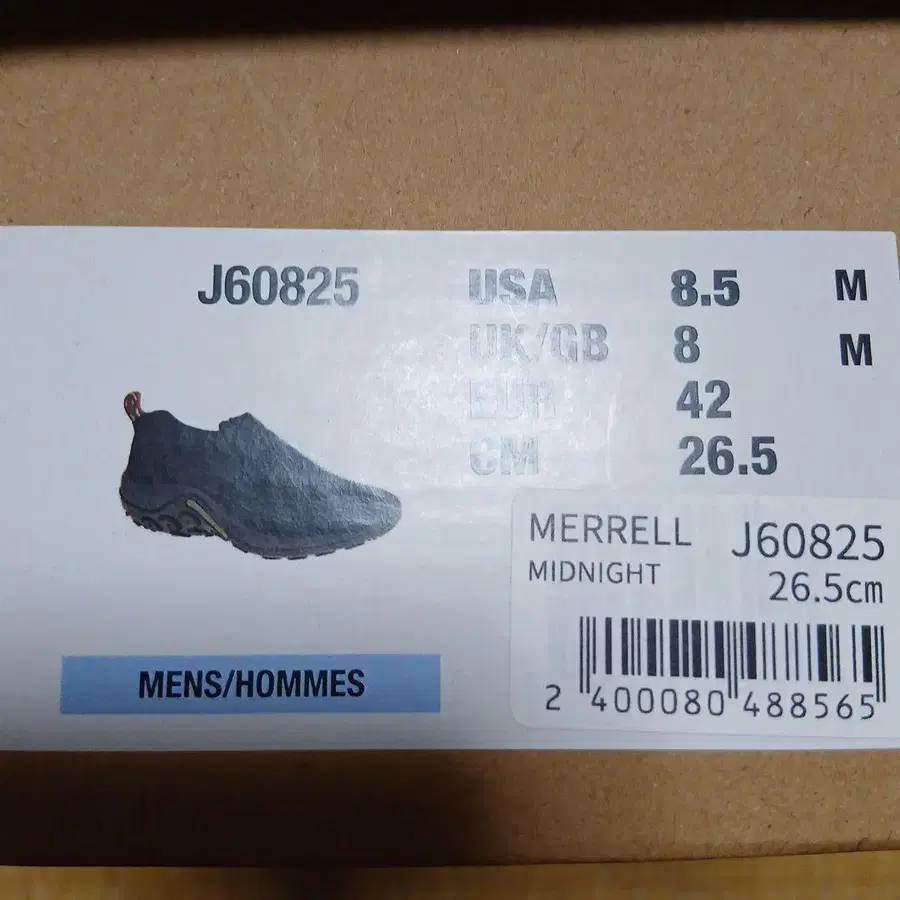 J60825
USA 8.5 M
UK/GB 8 M
EUR 42
CM 26.5
MERRELL J60825
MIDNIGHT 26.5cm
2 400080 488565
MENS/HOMMES